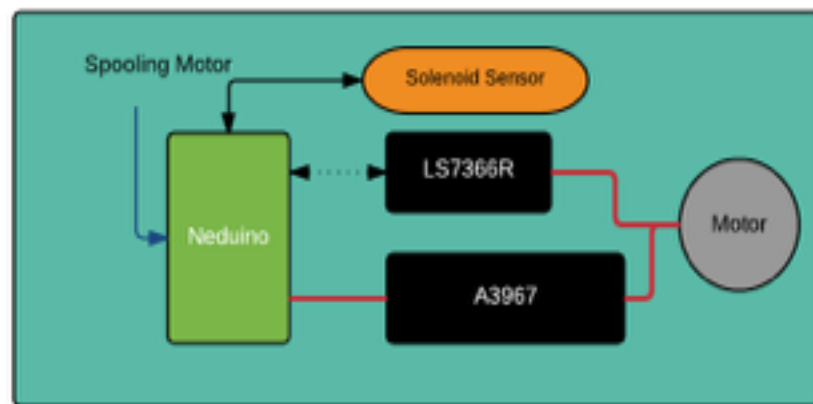 Spooling Motor
Solenoid Sensor
LS7366R
Neduino
Motor
A3967